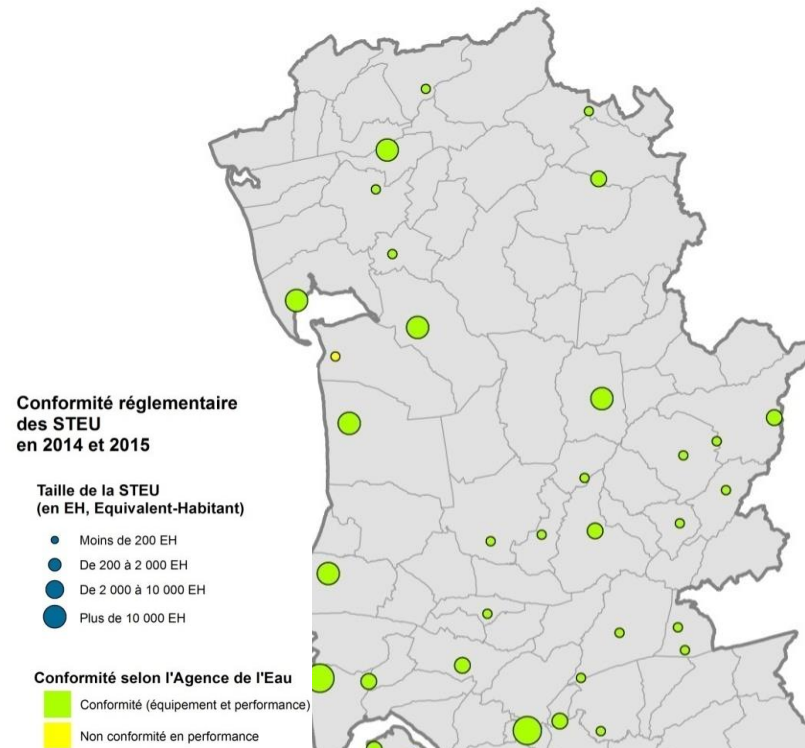 Conformité réglementaire
des STEU
en 2014 et 2015
Taille de la STEU
(en EH, Equivalent-Habitant)
Moins de 200 EH
De 200 à 2 000 EH
De 2 000 à 10 000 EH
Plus de 10 000 EH
Conformité selon l'Agence de l'Eau
Conformité (équipement et performance)
Non conformité en performance